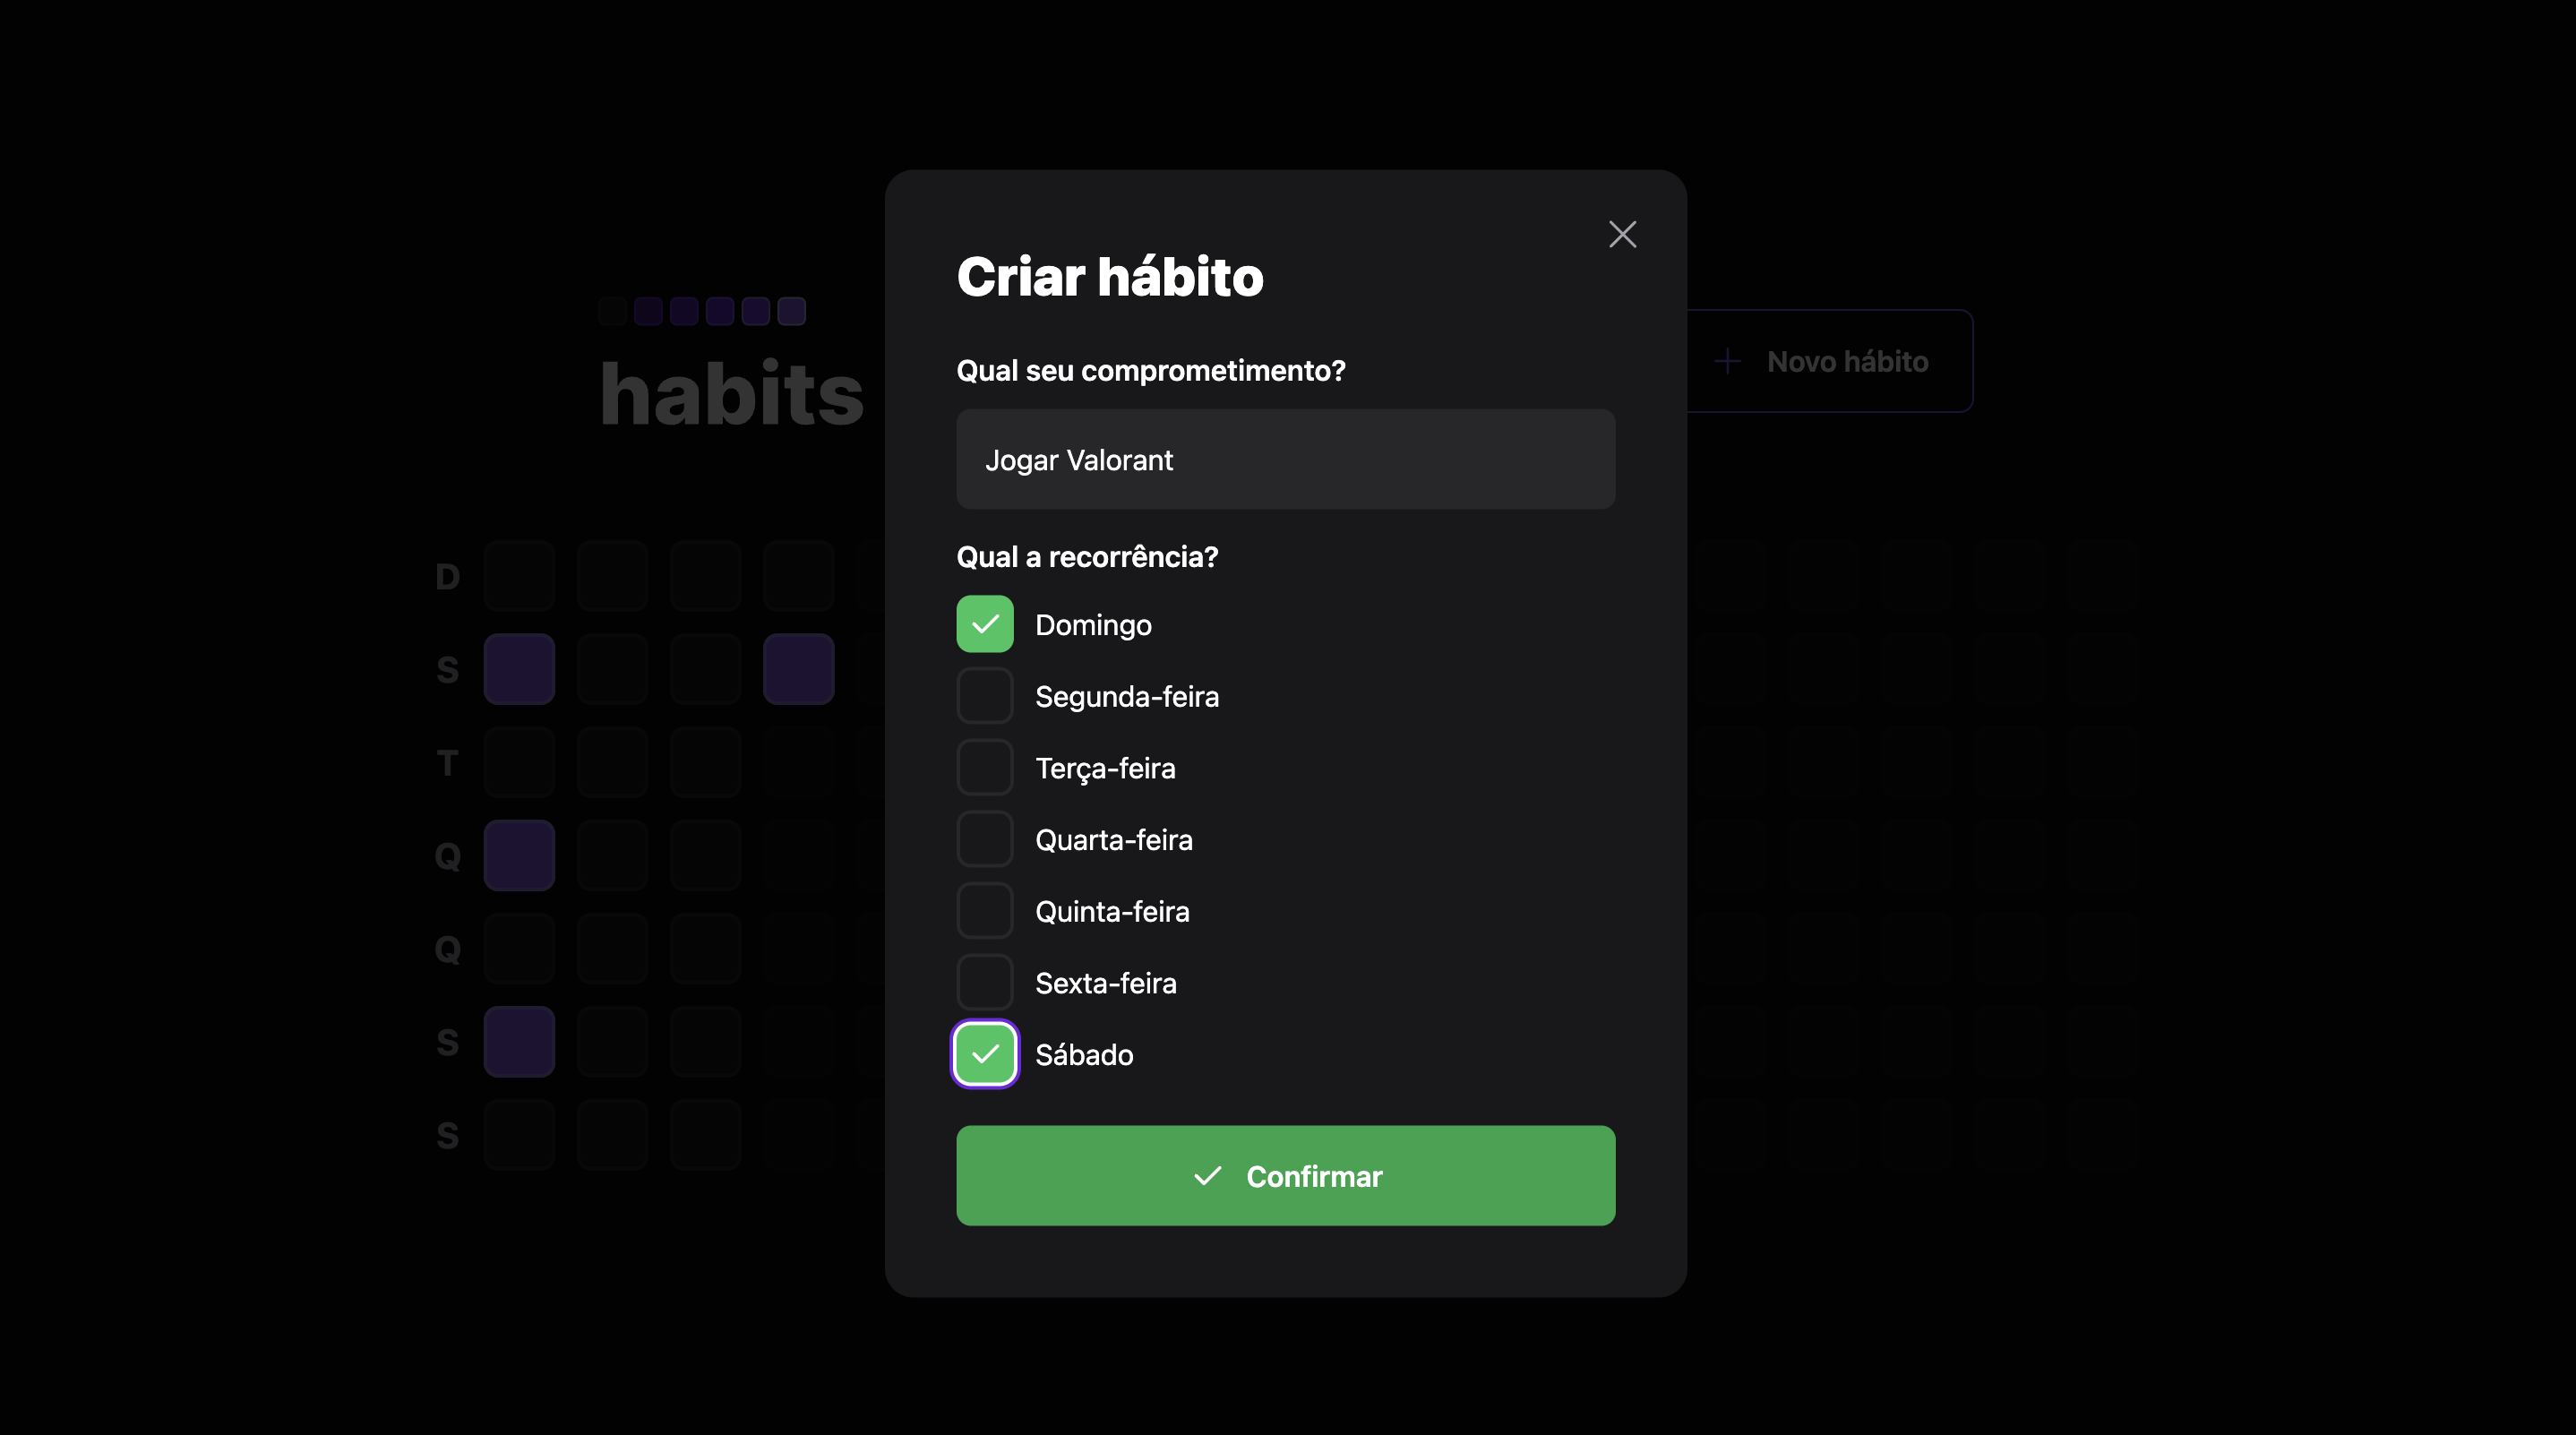 Criar hábito
habits
Novo hábito
Qual seu comprometimento?
Jogar Valorant
Qual a recorrência?
Domingo
Segunda-feira
Terça-feira
Quarta-feira
Quinta-feira
Sexta-feira
Sábado
Confirmar
D
S
T
Q
Q
S
S